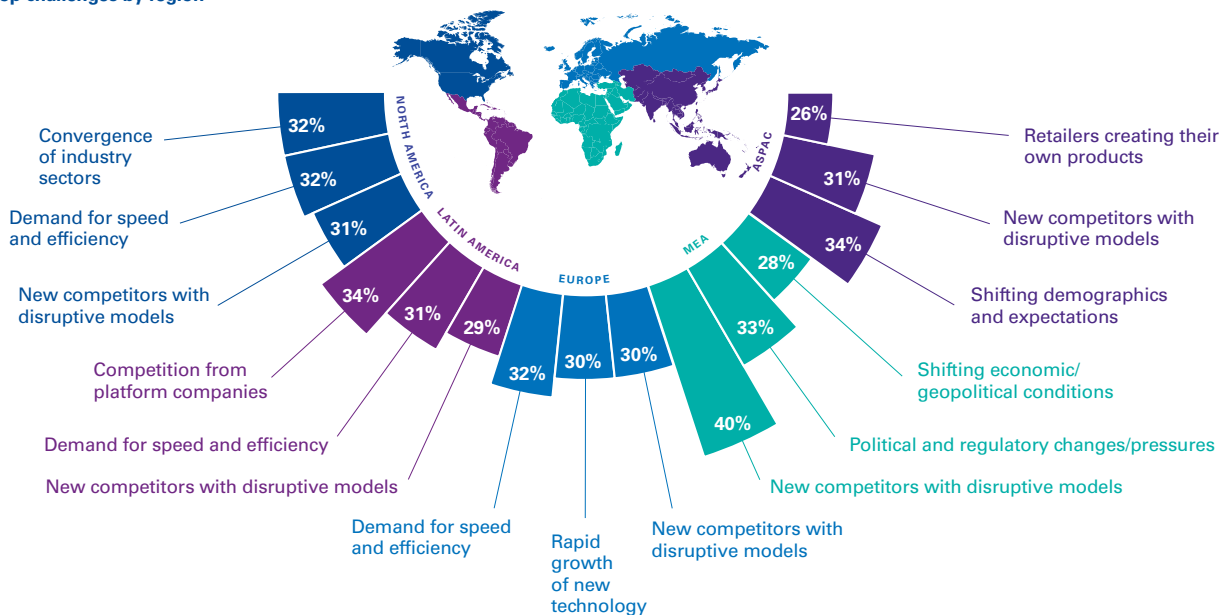 op challenges by region
NORTH AMERICA
32%
Convergence
of industry
sectors
32%
Demand for speed
and efficiency
31%
New competitors with
disruptive models
LATIN AMERICA
34%
Competition from
platform companies
31%
Demand for speed and efficiency
29%
New competitors with disruptive models
EUROPE
32%
Demand for speed
and efficiency
30%
Rapid
growth
of new
technology
30%
New competitors with
disruptive models
MEA
40%
New competitors with disruptive models
33%
Political and regulatory changes/pressures
28%
Shifting economic/
geopolitical conditions
ASPAC
34%
Shifting demographics
and expectations
31%
New competitors with
disruptive models
26%
Retailers creating their
own products